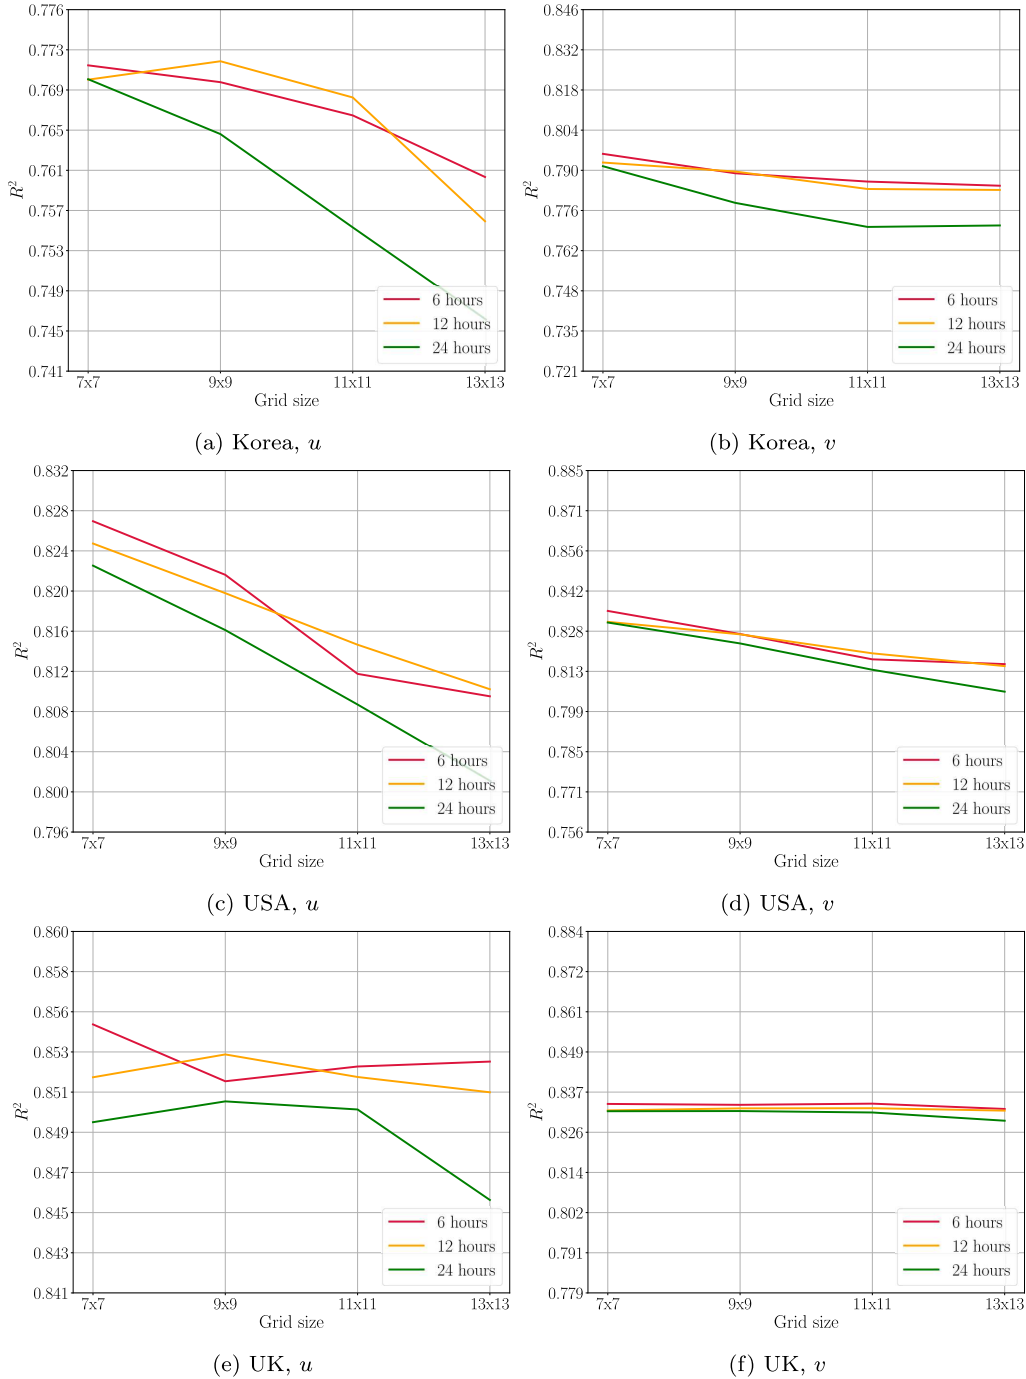 0.776
0.773
0.769
0.765
0.761
0.757
0.753
0.749
0.745
0.741
R²
7x7 9x9 11x11 13x13
Grid size
6 hours
12 hours
24 hours
(a) Korea, u
0.846
0.832
0.818
0.804
0.790
0.776
0.762
0.748
0.735
0.721
R²
7x7 9x9 11x11 13x13
Grid size
6 hours
12 hours
24 hours
(b) Korea, v
0.832
0.828
0.824
0.820
0.816
0.812
0.808
0.804
0.800
0.796
R²
7x7 9x9 11x11 13x13
Grid size
6 hours
12 hours
24 hours
(c) USA, u
0.885
0.871
0.856
0.842
0.828
0.813
0.799
0.785
0.771
0.756
R²
7x7 9x9 11x11 13x13
Grid size
6 hours
12 hours
24 hours
(d) USA, v
0.860
0.858
0.856
0.853
0.851
0.849
0.847
0.845
0.843
0.841
R²
7x7 9x9 11x11 13x13
Grid size
6 hours
12 hours
24 hours
(e) UK, u
0.884
0.872
0.861
0.849
0.837
0.826
0.814
0.802
0.791
0.779
R²
7x7 9x9 11x11 13x13
Grid size
6 hours
12 hours
24 hours
(f) UK, v